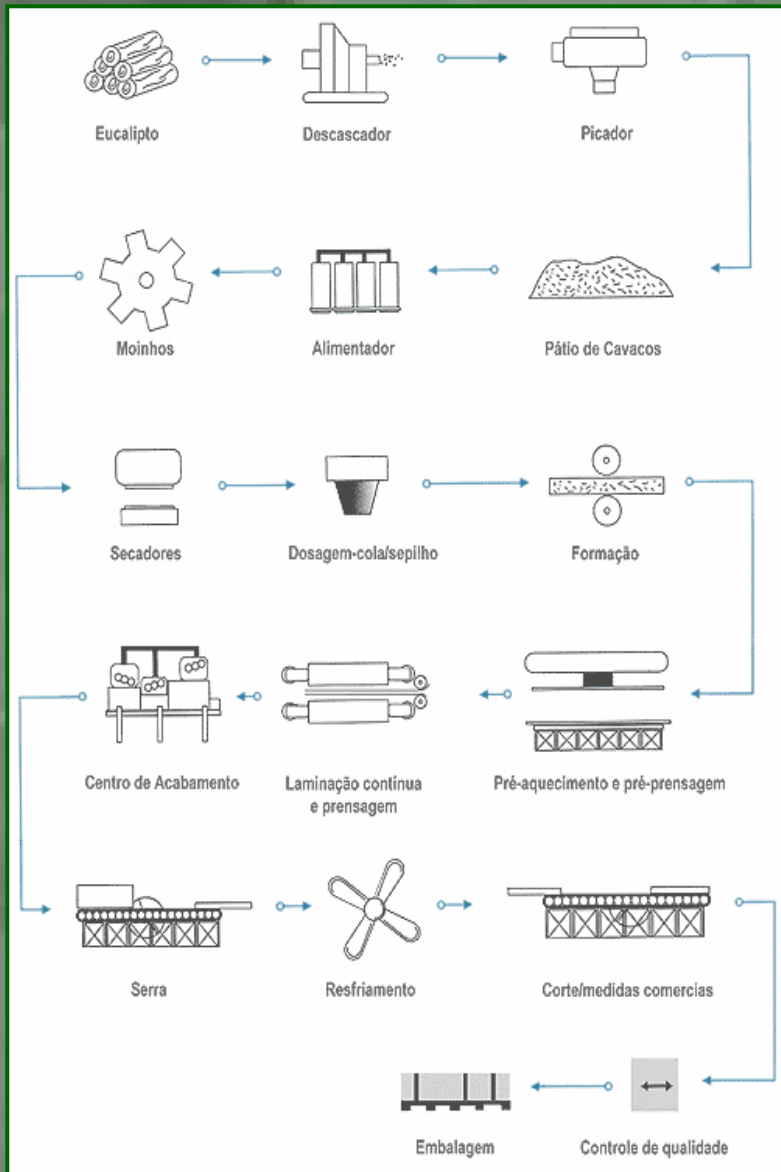 Eucalipto
Descascador
Picador
Moinhos
Alimentador
Pátio de Cavacos
Secadores
Dosagem-cola/sepilho
Formação
Centro de Acabamento
Laminação contínua
e prensagem
Pré-aquecimento e pré-prensagem
Serra
Resfriamento
Corte/medidas comercias
Embalagem
Controle de qualidade